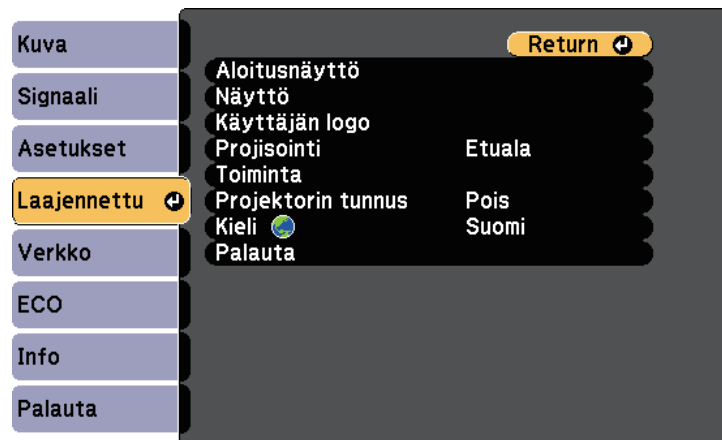 Kuva
Signaali
Asetukset
Laajennettu
Verkko
ECO
Info
Palauta
Return
Aloitusnäyttö
Näyttö
Käyttäjän logo
Projisointi Etuala
Toiminta
Projektorin tunnus Pois
Kieli Suomi
Palauta